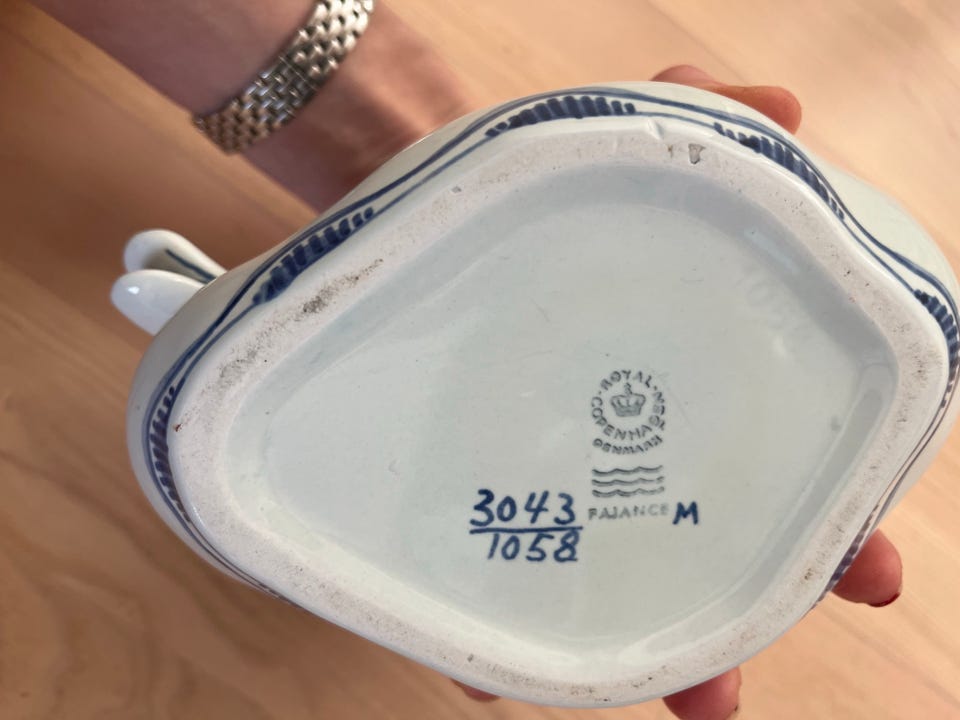 ROYAL
COPENHAGEN
DENMARK
FAJANCE M
3043
1058